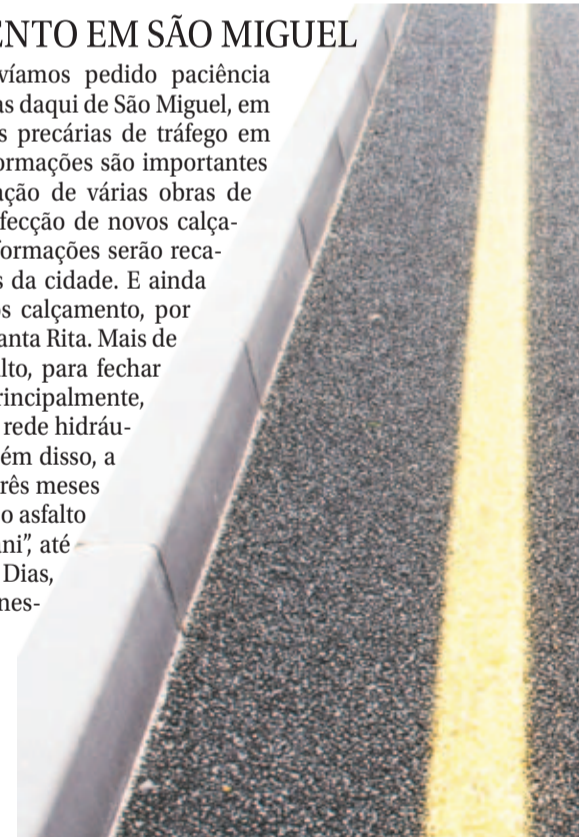 ENTO EM SÃO MIGUEL
víamos pedido paciência
as daqui de São Miguel, em
s precárias de tráfego em
ormações são importantes
ação de várias obras de
fecção de novos calça-
formações serão reca-
s da cidade. E ainda
os calçamento, por
anta Rita. Mais de
lto, para fechar
rincipalmente,
rede hidráu-
ém disso, a
rês meses
o asfalto
ni”, até
Dias,
nes-